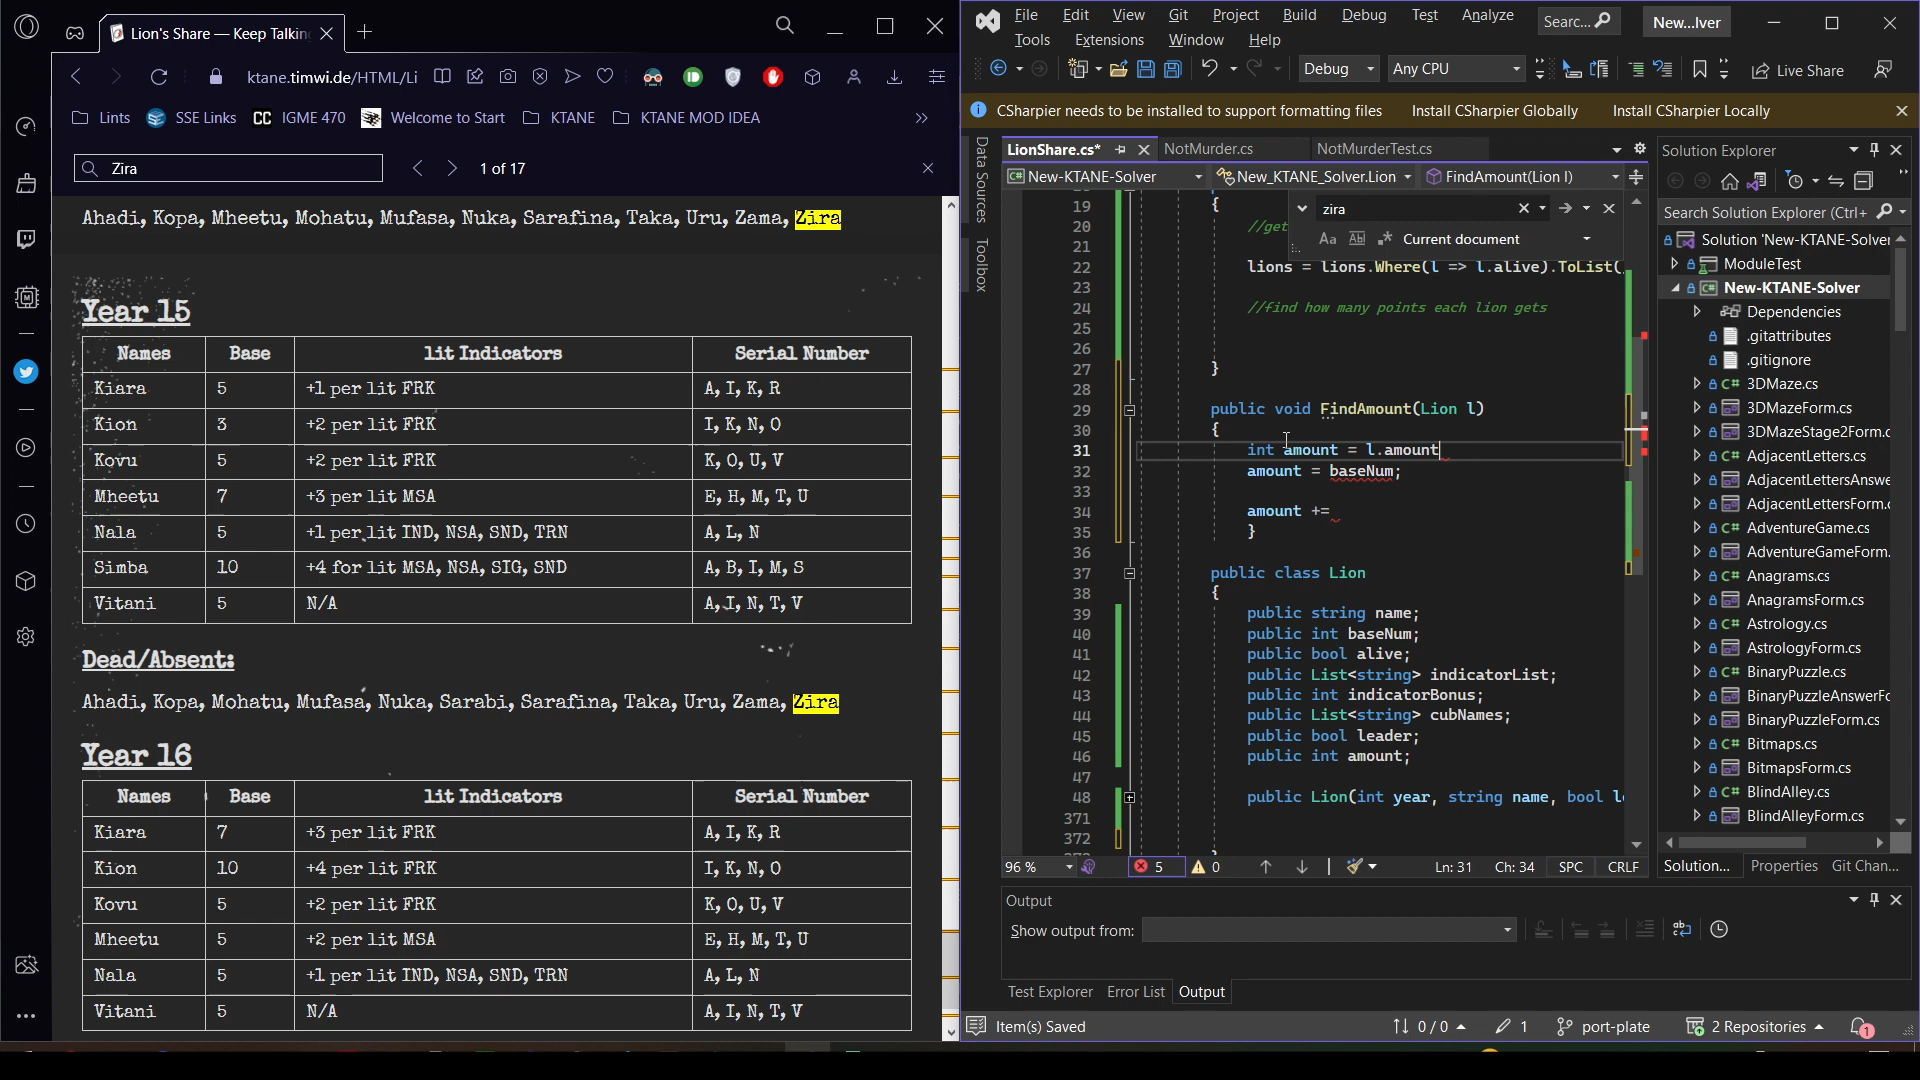 Lion's Share — Keep Talkin
ktane.timwi.de/HTML/Li
Lints
SSE Links
CC IGME 470
Welcome to Start
KTANE
KTANE MOD IDEA
»
Zira
1 of 17
Ahadi, Kopa, Mheetu, Mohatu, Mufasa, Nuka, Sarafina, Taka, Uru, Zama, Zira
Year 15
Names Base lit Indicators Serial Number
Kiara 5 +1 per lit FRK A, I, K, R
Kion 3 +2 per lit FRK I, K, N, O
Kovu 5 +2 per lit FRK K, O, U, V
Mheetu 7 +3 per lit MSA E, H, M, T, U
Nala 5 +1 per lit IND, NSA, SND, TRN A, L, N
Simba 10 +4 for lit MSA, NSA, SIG, SND A, B, I, M, S
Vitani 5 N/A A, I, N, T, V
Dead/Absent:
Ahadi, Kopa, Mohatu, Mufasa, Nuka, Sarabi, Sarafina, Taka, Uru, Zama, Zira
Year 16
Names Base lit Indicators Serial Number
Kiara 7 +3 per lit FRK A, I, K, R
Kion 10 +4 per lit FRK I, K, N, O
Kovu 5 +2 per lit FRK K, O, U, V
Mheetu 5 +2 per lit MSA E, H, M, T, U
Nala 5 +1 per lit IND, NSA, SND, TRN A, L, N
Vitani 5 N/A A, I, N, T, V
File Edit View Git Project Build Debug Test Analyze
Tools Extensions Window Help
Searc...
New...lver
Debug
Any CPU
Live Share
CSharpier needs to be installed to support formatting files Install CSharpier Globally Install CSharpier Locally
Data Sources
Toolbox
LionShare.cs* NotMurder.cs NotMurderTest.cs
New-KTANE-Solver New_KTANE_Solver.Lion FindAmount(Lion l)
zira
Aa Current document
19 {
20 //get
21
22 lions = lions.Where(l => l.alive).ToList(
23
24 //find how many points each lion gets
25
26
27 }
28
29 public void FindAmount(Lion l)
30 {
31 int amount = l.amount
32 amount = baseNum;
33
34 amount +=
35 }
36
37 public class Lion
38 {
39 public string name;
40 public int baseNum;
41 public bool alive;
42 public List<string> indicatorList;
43 public int indicatorBonus;
44 public List<string> cubNames;
45 public bool leader;
46 public int amount;
47
48 public Lion(int year, string name, bool l
371
372
96 % 5 0 Ln: 31 Ch: 34 SPC CRLF
Output
Show output from:
Test Explorer Error List Output
Solution Explorer
Search Solution Explorer (Ctrl+
Solution 'New-KTANE-Solver
ModuleTest
New-KTANE-Solver
Dependencies
.gitattributes
.gitignore
3DMaze.cs
3DMazeForm.cs
3DMazeStage2Form.c
AdjacentLetters.cs
AdjacentLettersAnswe
AdjacentLettersForm.
AdventureGame.cs
AdventureGameForm.
Anagrams.cs
AnagramsForm.cs
Astrology.cs
AstrologyForm.cs
BinaryPuzzle.cs
BinaryPuzzleAnswerFo
BinaryPuzzleForm.cs
Bitmaps.cs
BitmapsForm.cs
BlindAlley.cs
BlindAlleyForm.cs
Solution... Properties Git Chan...
Item(s) Saved 0 / 0 1 port-plate 2 Repositories 1